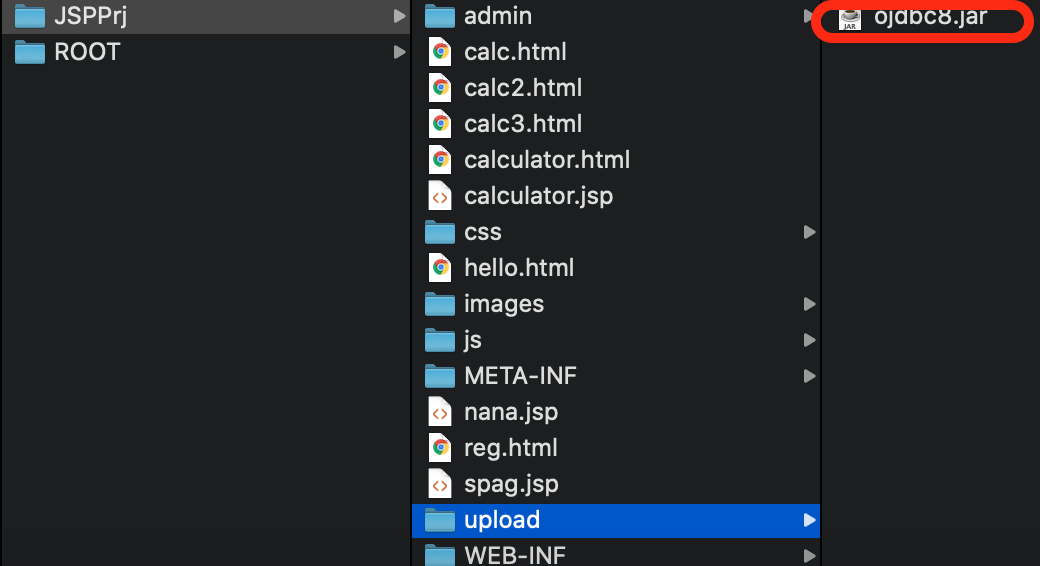 JSPPrj
ROOT
admin
calc.html
calc2.html
calc3.html
calculator.html
calculator.jsp
css
hello.html
images
js
META-INF
nana.jsp
reg.html
spag.jsp
upload
WEB-INF
ojdbc8.jar
JAR